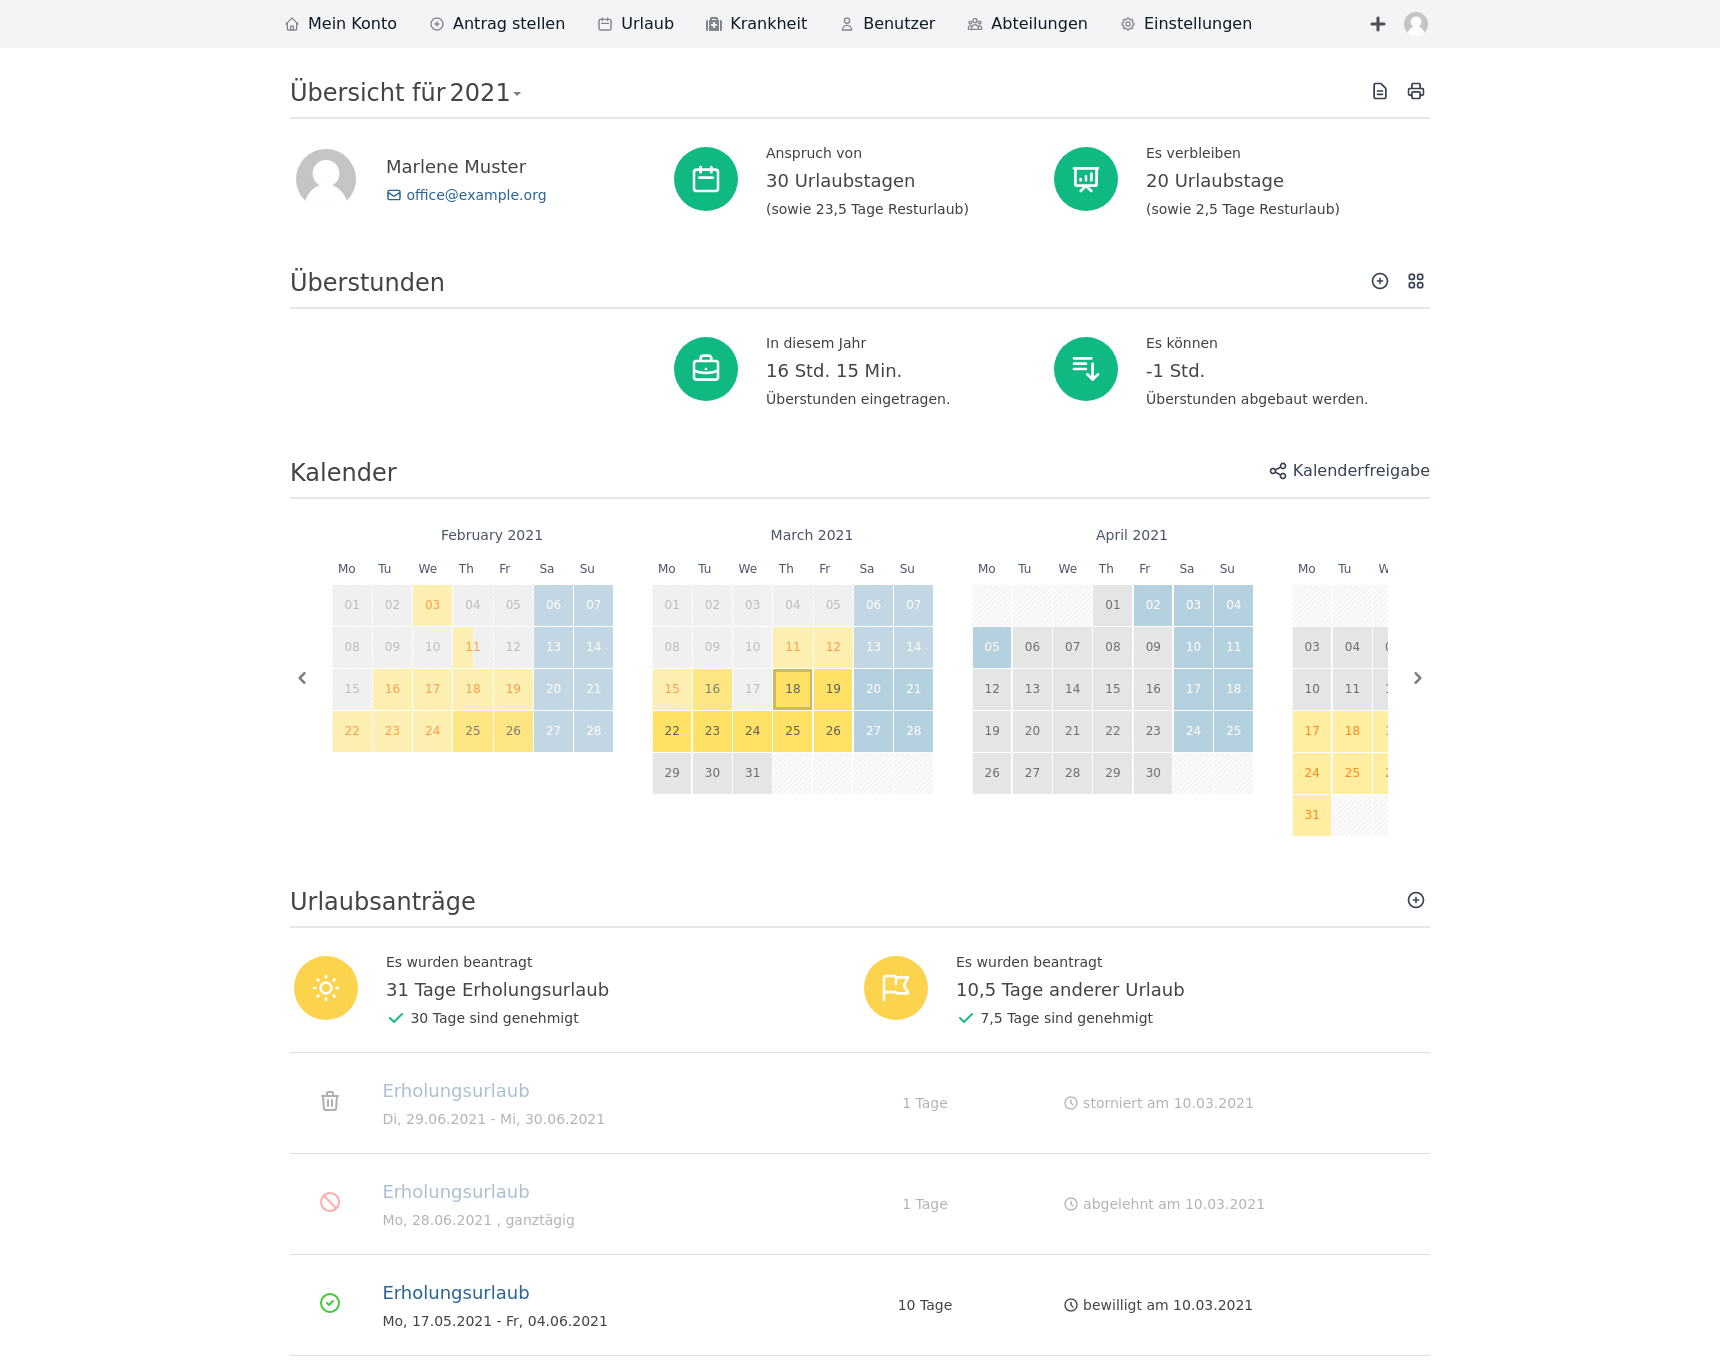 Mein Konto Antrag stellen Urlaub Krankheit Benutzer Abteilungen Einstellungen
Übersicht für 2021
Marlene Muster
office@example.org
Anspruch von
30 Urlaubstagen
(sowie 23,5 Tage Resturlaub)
Es verbleiben
20 Urlaubstage
(sowie 2,5 Tage Resturlaub)
Überstunden
In diesem Jahr
16 Std. 15 Min.
Überstunden eingetragen.
Es können
-1 Std.
Überstunden abgebaut werden.
Kalender
Kalenderfreigabe
February 2021
Mo Tu We Th Fr Sa Su
01 02 03 04 05 06 07
08 09 10 11 12 13 14
15 16 17 18 19 20 21
22 23 24 25 26 27 28
March 2021
Mo Tu We Th Fr Sa Su
01 02 03 04 05 06 07
08 09 10 11 12 13 14
15 16 17 18 19 20 21
22 23 24 25 26 27 28
29 30 31
April 2021
Mo Tu We Th Fr Sa Su
01 02 03 04
05 06 07 08 09 10 11
12 13 14 15 16 17 18
19 20 21 22 23 24 25
26 27 28 29 30
Mo Tu
03 04
10 11
17 18
24 25
31
Urlaubsanträge
Es wurden beantragt
31 Tage Erholungsurlaub
30 Tage sind genehmigt
Es wurden beantragt
10,5 Tage anderer Urlaub
7,5 Tage sind genehmigt
Erholungsurlaub
Di, 29.06.2021 - Mi, 30.06.2021
1 Tage
storniert am 10.03.2021
Erholungsurlaub
Mo, 28.06.2021 , ganztägig
1 Tage
abgelehnt am 10.03.2021
Erholungsurlaub
Mo, 17.05.2021 - Fr, 04.06.2021
10 Tage
bewilligt am 10.03.2021